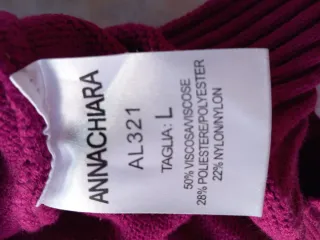 ANNACHIARA
AL321
TAGLIA: L
50% VISCOSA/VISCOSE
28% POLIESTERE/POLYESTER
22% NYLON/NYLON